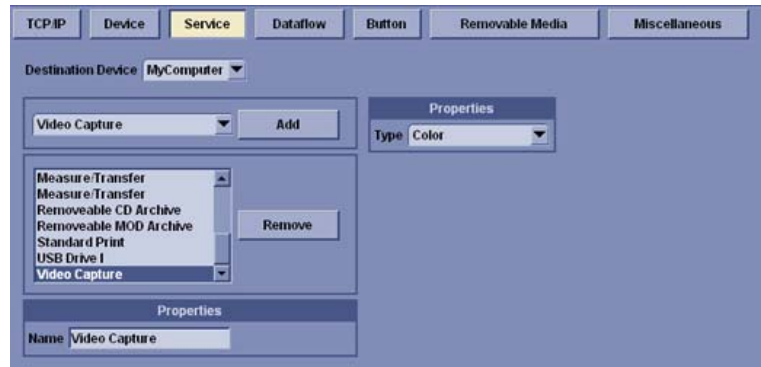 TCP/IP Device Service Dataflow Button Removable Media Miscellaneous
Destination Device MyComputer
Video Capture Add
Properties
Type Color
Measure/Transfer
Measure/Transfer
Removeable CD Archive
Removeable MOD Archive
Standard Print
USB Drive I
Video Capture
Remove
Properties
Name Video Capture